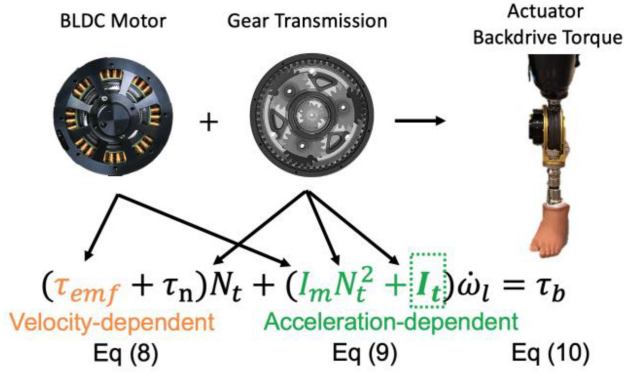 BLDC Motor
Gear Transmission
Actuator
Backdrive Torque
+
(τ_emf + τ_n)N_t + (I_m N_t^2 + I_t)ω̇_l = τ_b
Velocity-dependent
Acceleration-dependent
Eq (8)
Eq (9)
Eq (10)